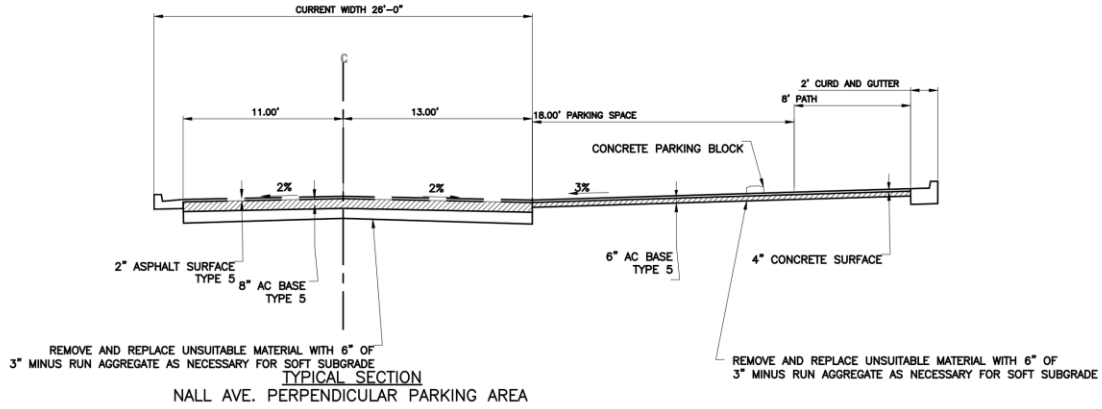 CURRENT WIDTH 26'-0"
C
2' CURD AND GUTTER
8' PATH
11.00'
13.00'
18.00' PARKING SPACE
CONCRETE PARKING BLOCK
2%
2%
3%
2" ASPHALT SURFACE
TYPE 5
8" AC BASE
TYPE 5
6" AC BASE
TYPE 5
4" CONCRETE SURFACE
REMOVE AND REPLACE UNSUITABLE MATERIAL WITH 6" OF
3" MINUS RUN AGGREGATE AS NECESSARY FOR SOFT SUBGRADE
REMOVE AND REPLACE UNSUITABLE MATERIAL WITH 6" OF
3" MINUS RUN AGGREGATE AS NECESSARY FOR SOFT SUBGRADE
TYPICAL SECTION
NALL AVE. PERPENDICULAR PARKING AREA